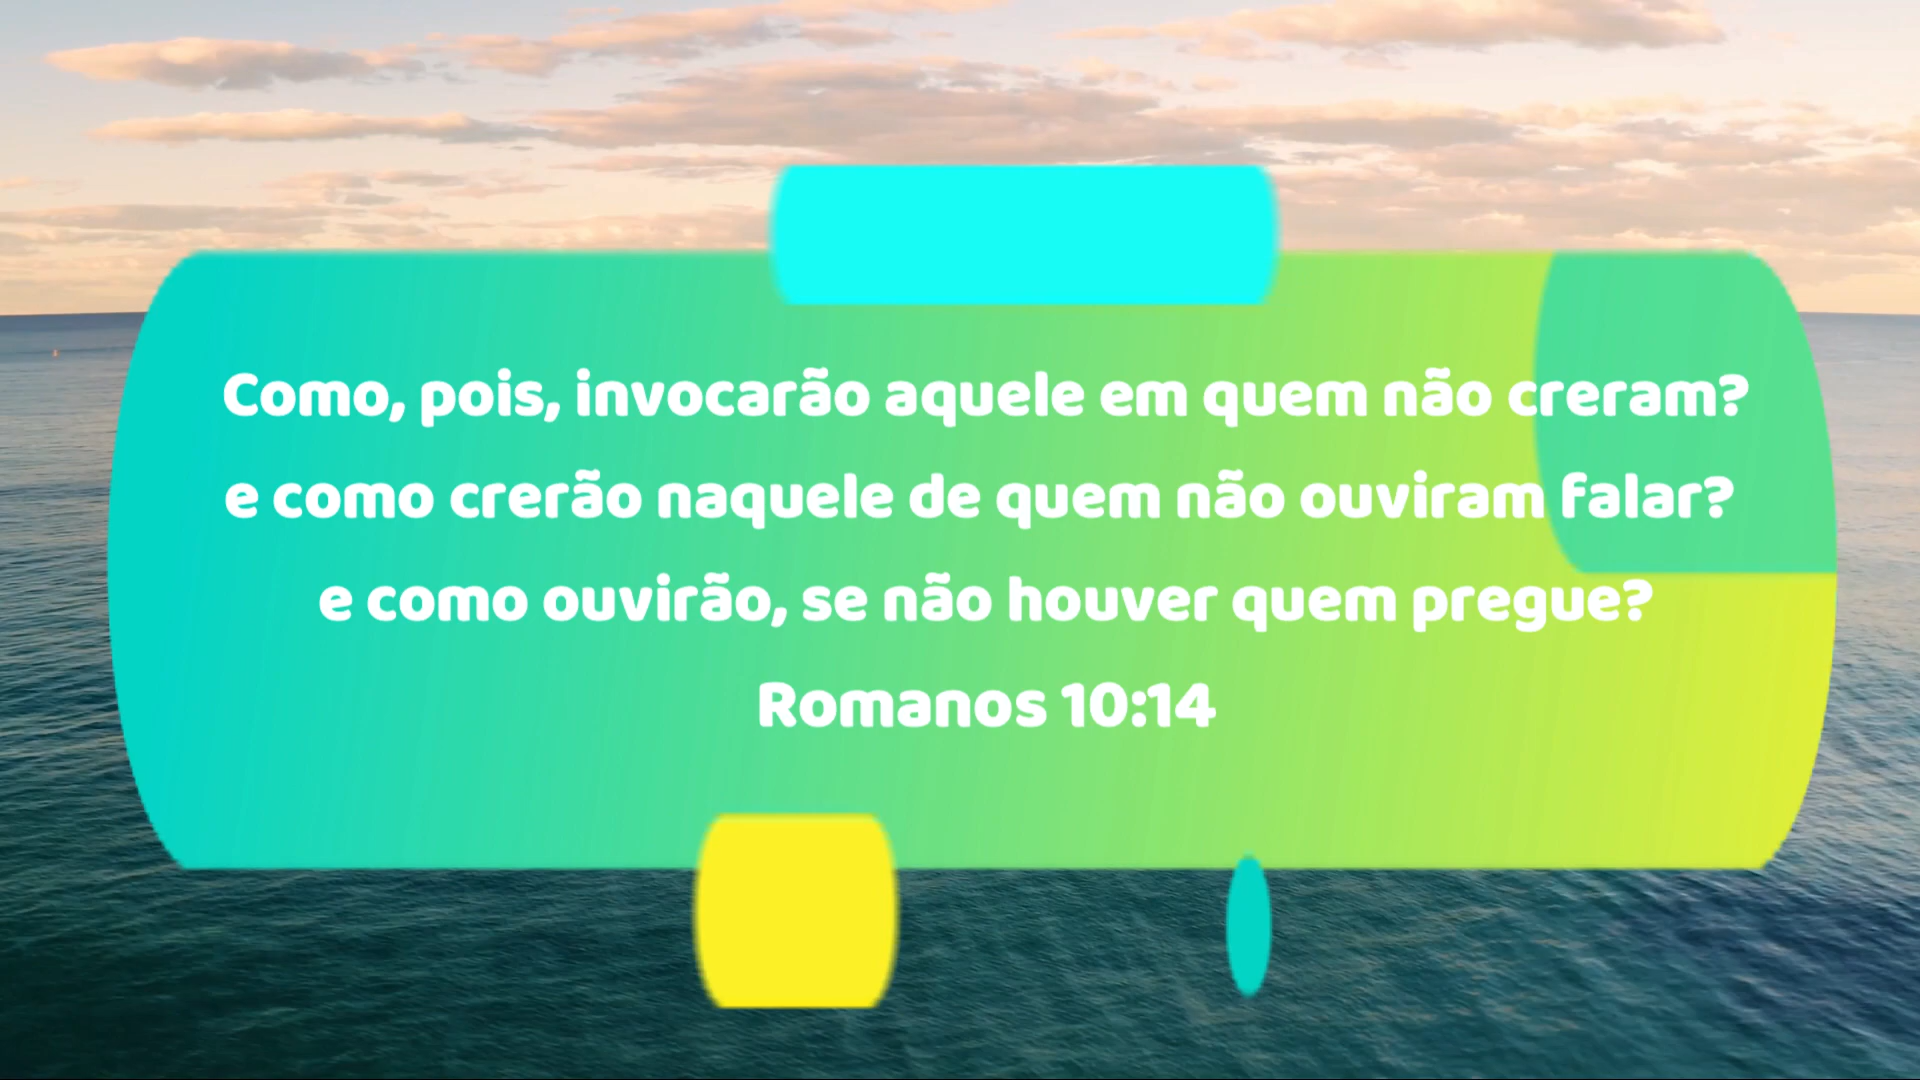 Como, pois, invocarão aquele em quem não creram?
e como crerão naquele de quem não ouviram falar?
e como ouvirão, se não houver quem pregue?
Romanos 10:14